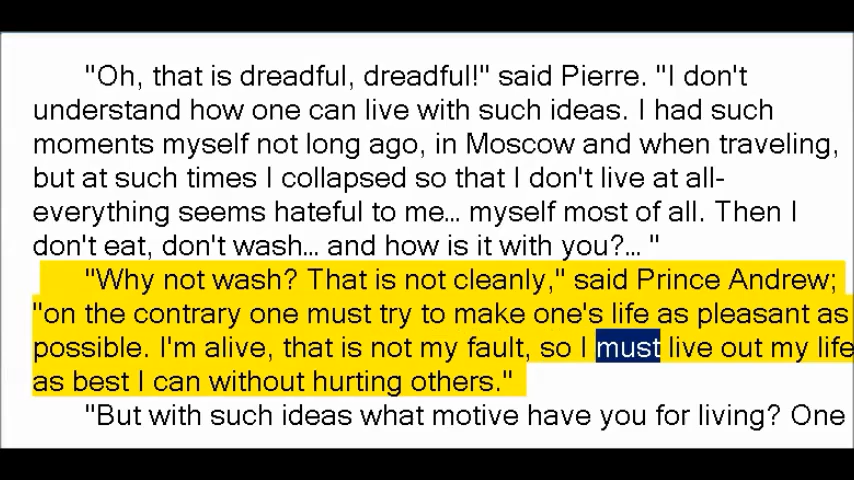 "Oh, that is dreadful, dreadful!" said Pierre. "I don't
understand how one can live with such ideas. I had such
moments myself not long ago, in Moscow and when traveling,
but at such times I collapsed so that I don't live at all-
everything seems hateful to me... myself most of all. Then I
don't eat, don't wash... and how is it with you?... "
"Why not wash? That is not cleanly," said Prince Andrew;
"on the contrary one must try to make one's life as pleasant as
possible. I'm alive, that is not my fault, so I must live out my life
as best I can without hurting others."
"But with such ideas what motive have you for living? One